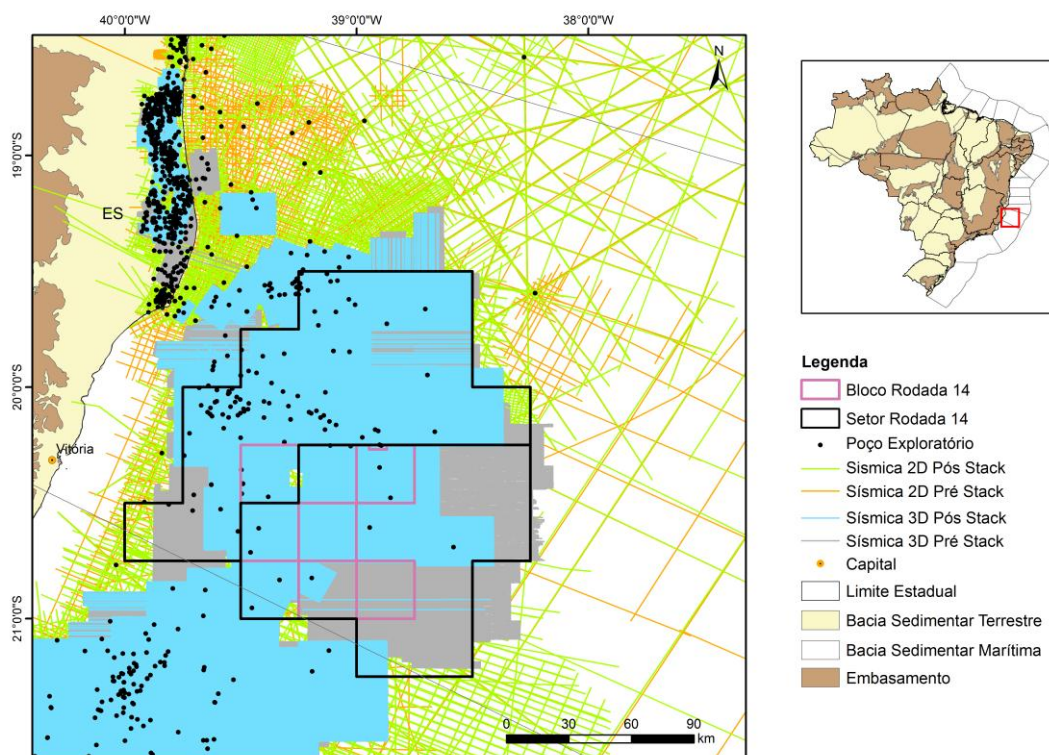 40°0'0"W
39°0'0"W
38°0'0"W
N
19°0'0"S
ES
20°0'0"S
Vitória
21°0'0"S
0 30 60 90
km
Legenda
Bloco Rodada 14
Setor Rodada 14
Poço Exploratório
Sismica 2D Pós Stack
Sísmica 2D Pré Stack
Sísmica 3D Pós Stack
Sísmica 3D Pré Stack
Capital
Limite Estadual
Bacia Sedimentar Terrestre
Bacia Sedimentar Marítima
Embasamento